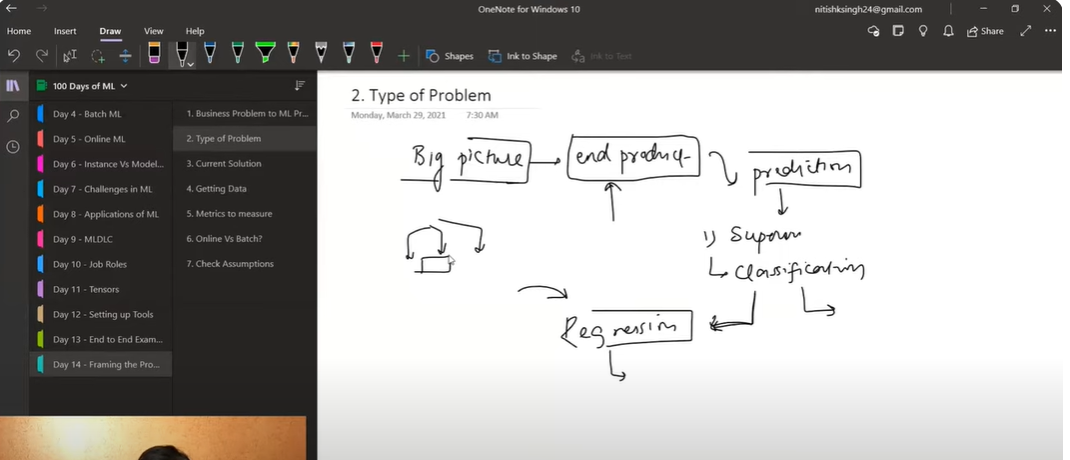 OneNote for Windows 10
nitishksingh24@gmail.com
Home Insert Draw View Help
Share
Shapes Ink to Shape Ink to Text
100 Days of ML
Day 4 - Batch ML
Day 5 - Online ML
Day 6 - Instance Vs Model...
Day 7 - Challenges in ML
Day 8 - Applications of ML
Day 9 - MLDLC
Day 10 - Job Roles
Day 11 - Tensors
Day 12 - Setting up Tools
Day 13 - End to End Exam...
Day 14 - Framing the Pro...
1. Business Problem to ML Pr...
2. Type of Problem
3. Current Solution
4. Getting Data
5. Metrics to measure
6. Online Vs Batch?
7. Check Assumptions
2. Type of Problem
Monday, March 29, 2021 7:30 AM
Big picture
end product
prediction
1)
Classification
Regression